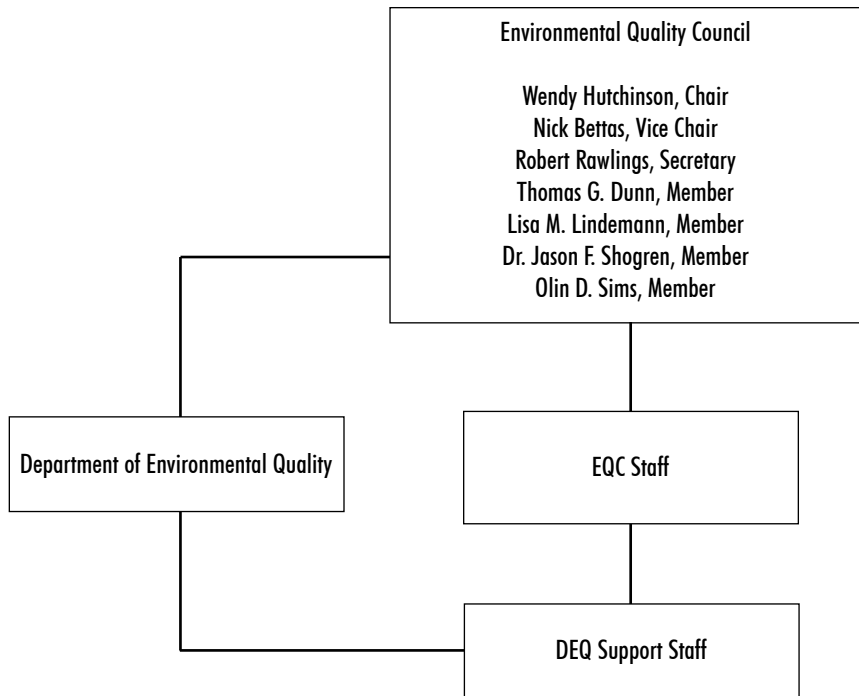 Environmental Quality Council
Wendy Hutchinson, Chair
Nick Bettas, Vice Chair
Robert Rawlings, Secretary
Thomas G. Dunn, Member
Lisa M. Lindemann, Member
Dr. Jason F. Shogren, Member
Olin D. Sims, Member
Department of Environmental Quality
EQC Staff
DEQ Support Staff